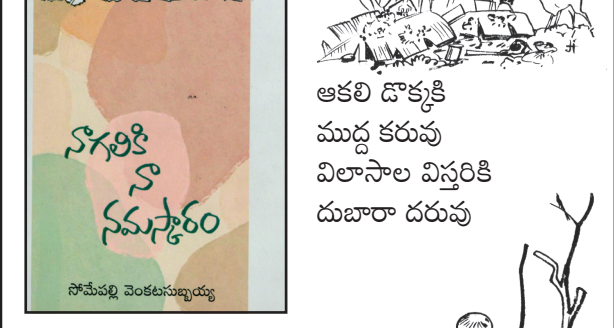 నాగలికి
నా
నమస్కారం
సోమేపల్లి వెంకటసుబ్బయ్య
ఆకలి డొక్కకి
ముద్ద కరువు
విలాసాల విస్తరికి
దుబారా దరువు